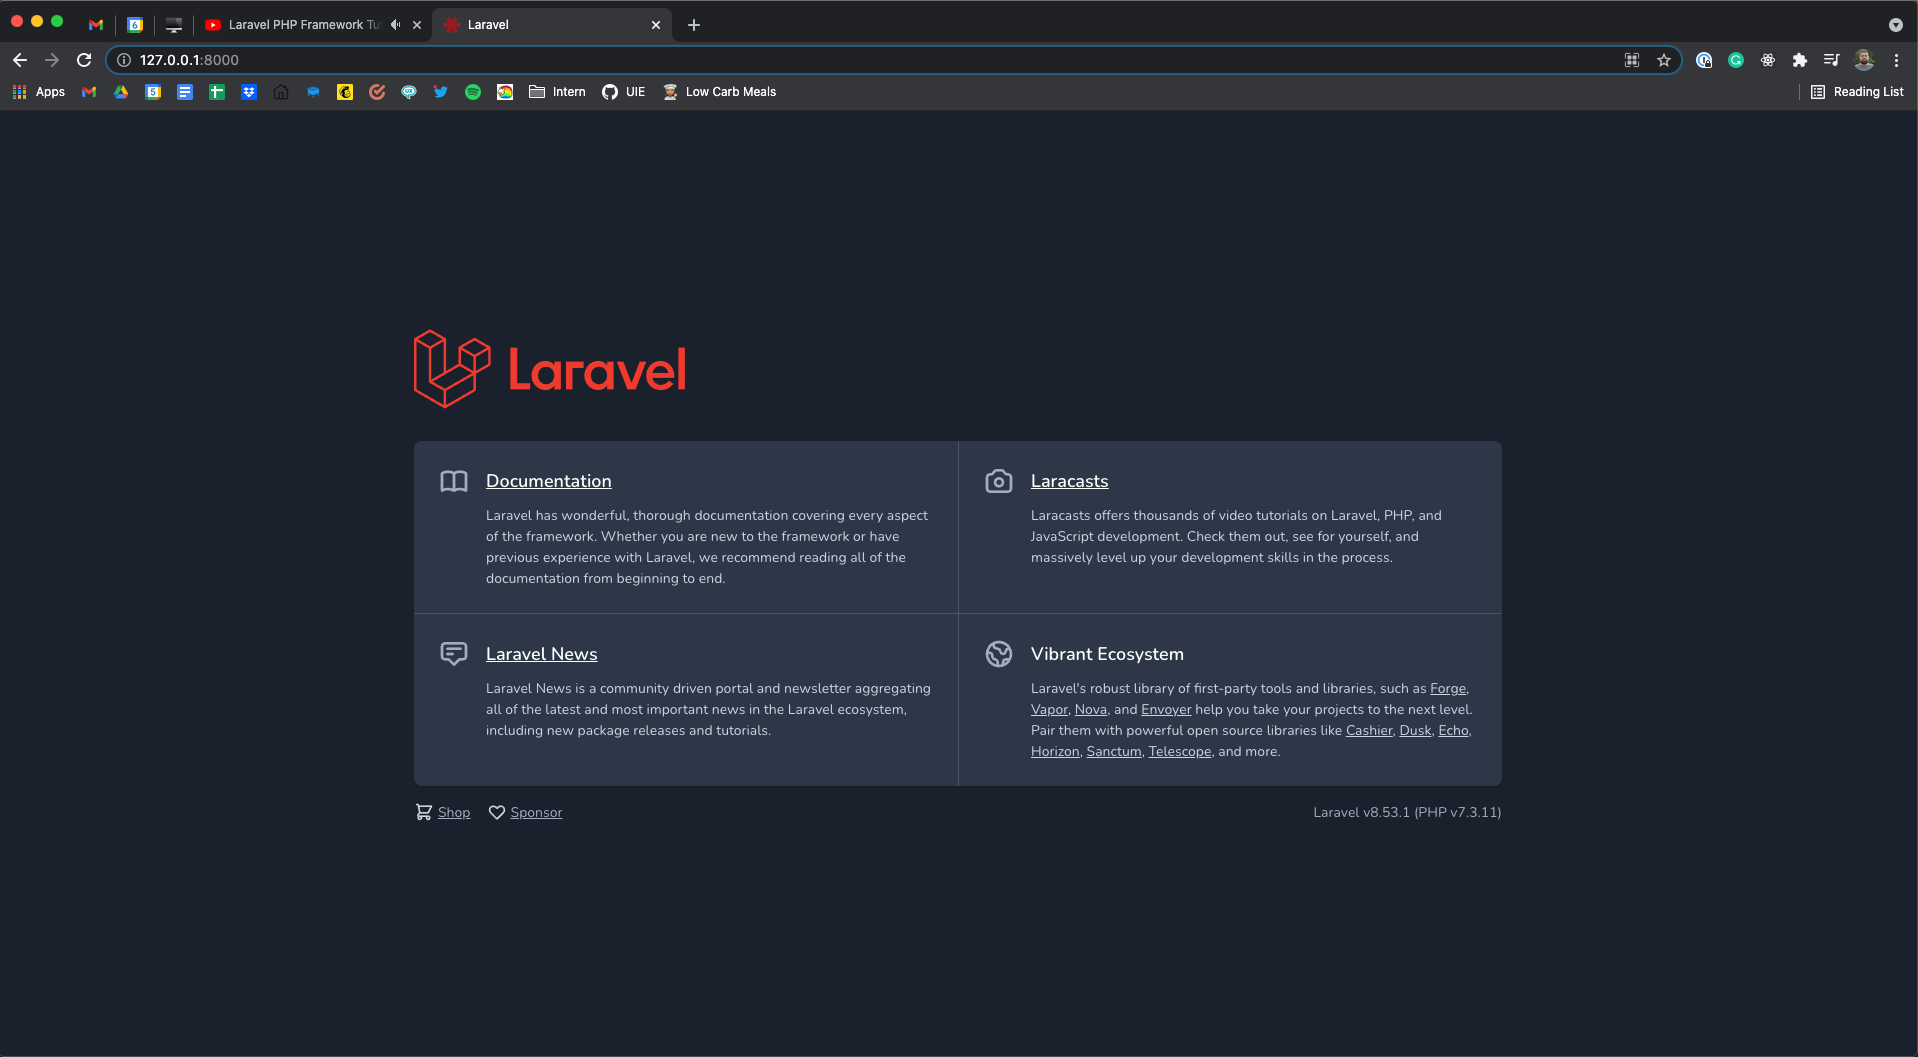 6
Laravel PHP Framework Tu
Laravel
127.0.0.1:8000
Apps
5
Intern
UIE
Low Carb Meals
Reading List
Laravel
Documentation
Laravel has wonderful, thorough documentation covering every aspect
of the framework. Whether you are new to the framework or have
previous experience with Laravel, we recommend reading all of the
documentation from beginning to end.
Laracasts
Laracasts offers thousands of video tutorials on Laravel, PHP, and
JavaScript development. Check them out, see for yourself, and
massively level up your development skills in the process.
Laravel News
Laravel News is a community driven portal and newsletter aggregating
all of the latest and most important news in the Laravel ecosystem,
including new package releases and tutorials.
Vibrant Ecosystem
Laravel's robust library of first-party tools and libraries, such as Forge,
Vapor, Nova, and Envoyer help you take your projects to the next level.
Pair them with powerful open source libraries like Cashier, Dusk, Echo,
Horizon, Sanctum, Telescope, and more.
Shop
Sponsor
Laravel v8.53.1 (PHP v7.3.11)